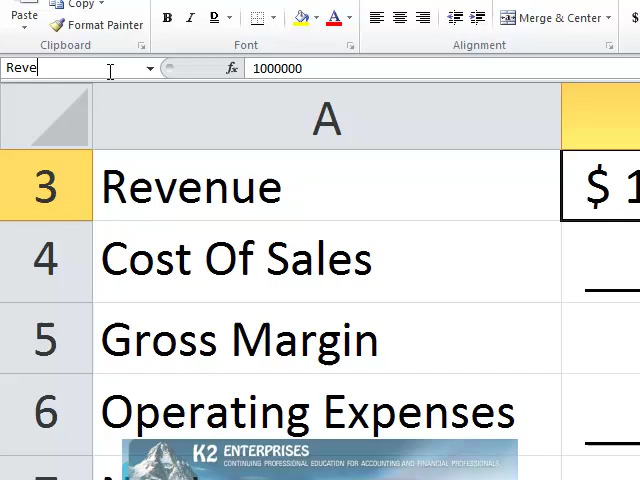 Copy
Paste
Format Painter
B I D
Merge & Center
$
Clipboard
Font
Alignment
Reve
fx
1000000
A
3 Revenue $ 1
4 Cost Of Sales
5 Gross Margin
6 Operating Expenses
K2 ENTERPRISES
CONTINUING PROFESSIONAL EDUCATION FOR ACCOUNTING AND FINANCIAL PROFESSIONALS